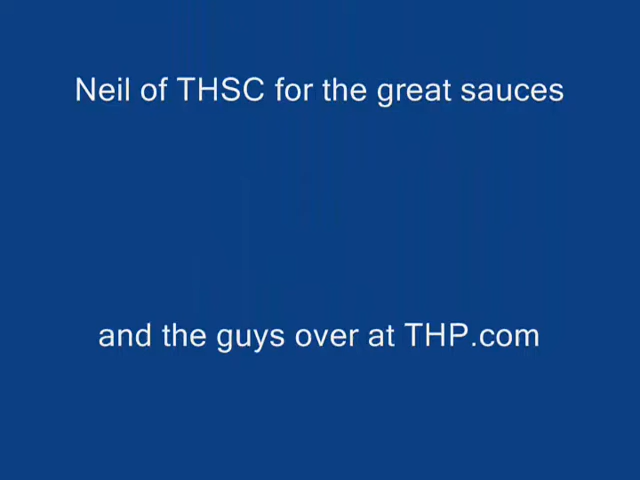 Neil of THSC for the great sauces
and the guys over at THP.com